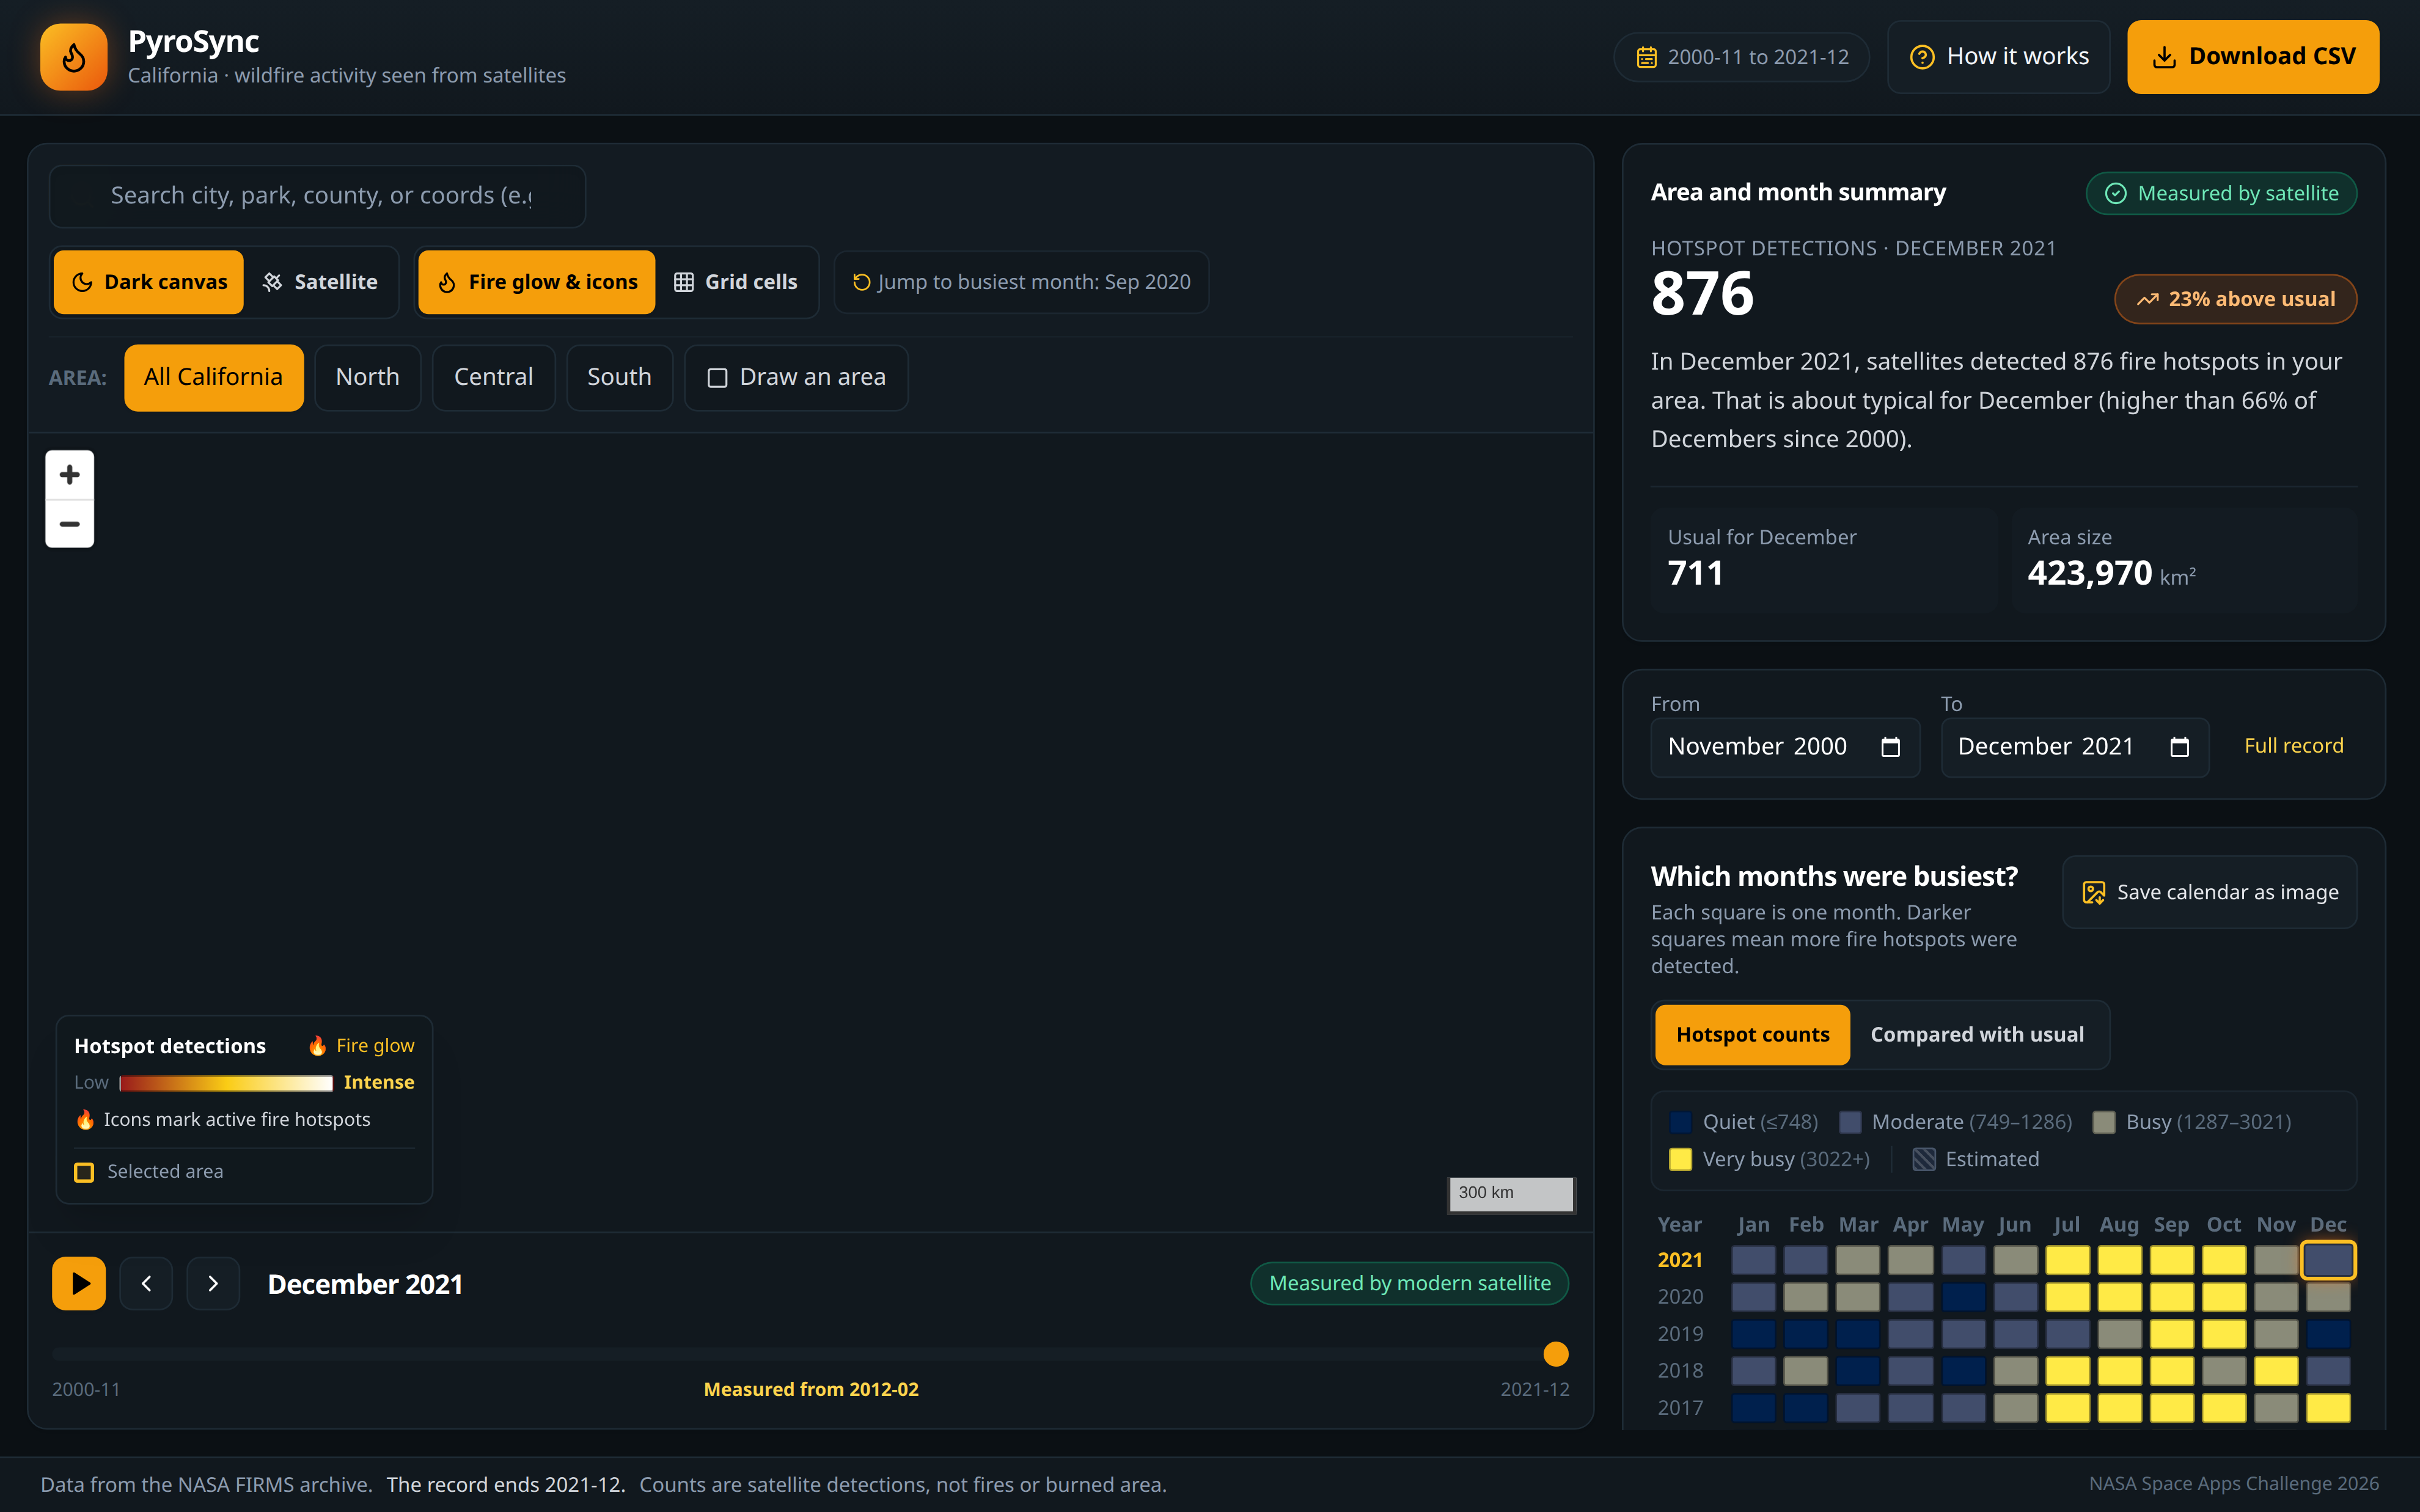 PyroSync
California · wildfire activity seen from satellites
2000-11 to 2021-12
How it works
Download CSV
Search city, park, county, or coords (e.
Dark canvas
Satellite
Fire glow & icons
Grid cells
Jump to busiest month: Sep 2020
AREA:
All California
North
Central
South
Draw an area
+
−
Hotspot detections
🔥 Fire glow
Low
Intense
🔥 Icons mark active fire hotspots
Selected area
300 km
December 2021
Measured by modern satellite
2000-11
Measured from 2012-02
2021-12
Area and month summary
Measured by satellite
HOTSPOT DETECTIONS · DECEMBER 2021
876
23% above usual
In December 2021, satellites detected 876 fire hotspots in your
area. That is about typical for December (higher than 66% of
Decembers since 2000).
Usual for December
711
Area size
423,970 km²
From
To
November 2000
December 2021
Full record
Which months were busiest?
Save calendar as image
Each square is one month. Darker
squares mean more fire hotspots were
detected.
Hotspot counts
Compared with usual
Quiet (≤748)
Moderate (749–1286)
Busy (1287–3021)
Very busy (3022+)
Estimated
Year Jan Feb Mar Apr May Jun Jul Aug Sep Oct Nov Dec
2021
2020
2019
2018
2017
Data from the NASA FIRMS archive. The record ends 2021-12. Counts are satellite detections, not fires or burned area.
NASA Space Apps Challenge 2026